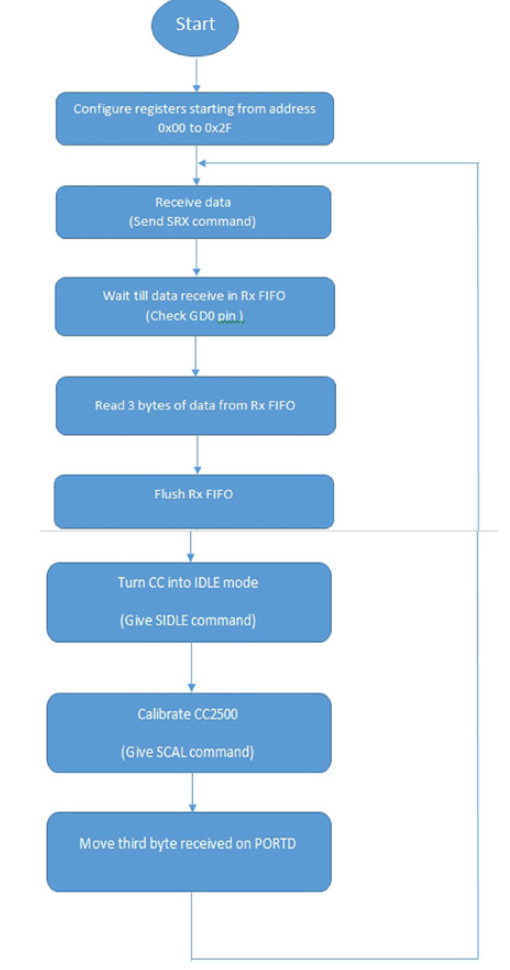 Start
Configure registers starting from address
0x00 to 0x2F
Receive data
(Send SRX command)
Wait till data receive in Rx FIFO
(Check GD0 pin )
Read 3 bytes of data from Rx FIFO
Flush Rx FIFO
Turn CC into IDLE mode
(Give SIDLE command)
Calibrate CC2500
(Give SCAL command)
Move third byte received on PORTD